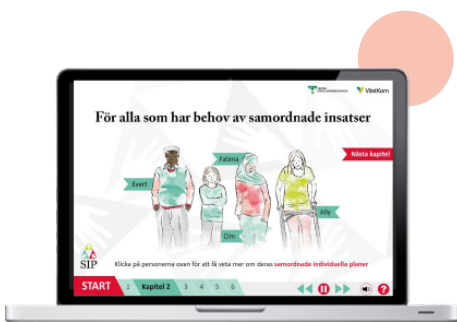 VästKom
För alla som har behov av samordnade insatser
Nästa kapitel
Fatima
Evert
Ally
Cim
SIP
Klicka på personerna ovan för att få veta mer om deras samordnade individuella planer
START 1 Kapitel 2 3 4 5 6
?